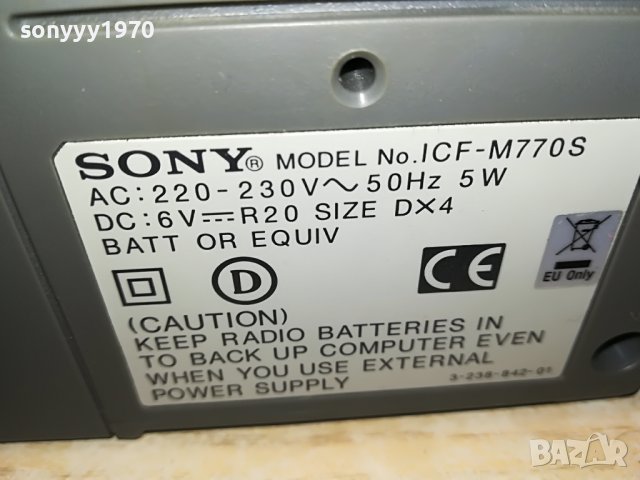 sonyyy1970
SONY® MODEL No.ICF-M770S
AC: 220-230V~ 50Hz 5W
DC: 6V⎓R20 SIZE D×4
BATT OR EQUIV
D
CE
EU Only
(CAUTION)
KEEP RADIO BATTERIES IN
TO BACK UP COMPUTER EVEN
WHEN YOU USE EXTERNAL
POWER SUPPLY
3-238-842-01
BAZAR